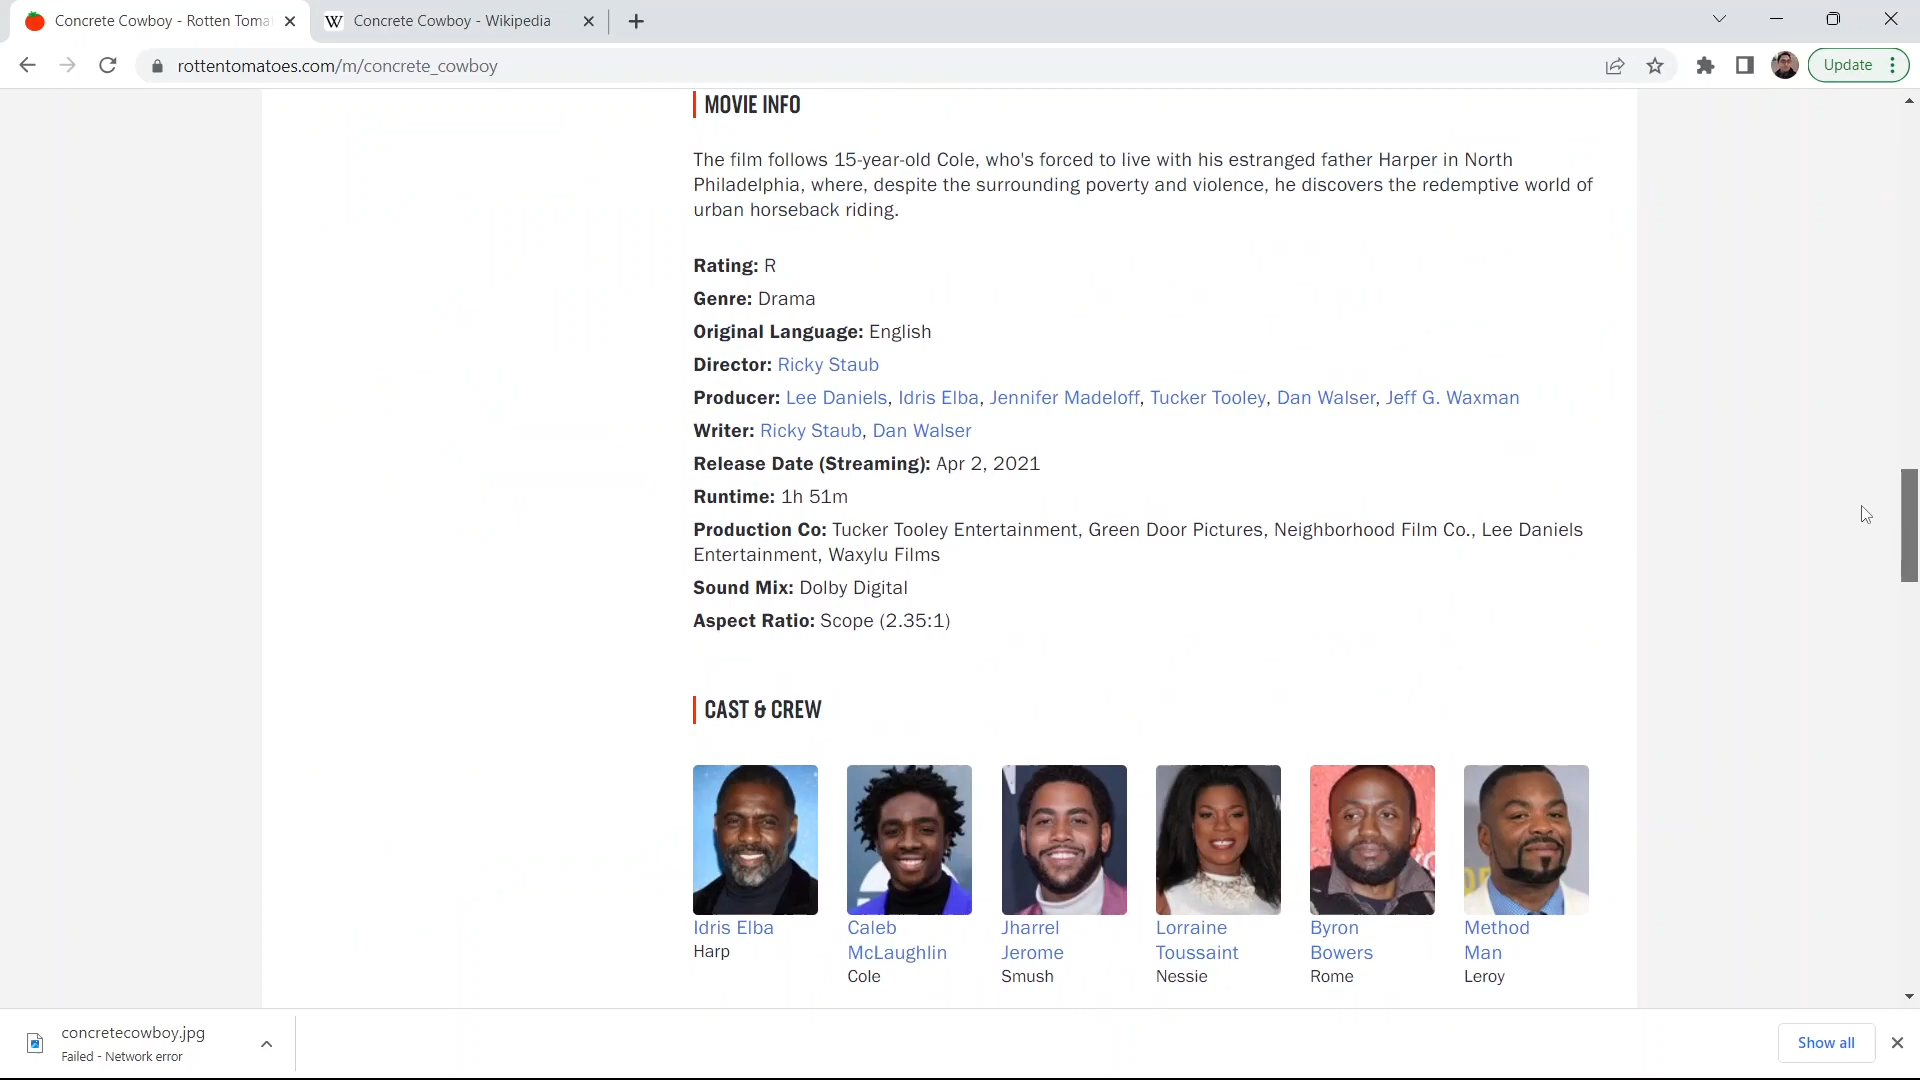 Concrete Cowboy - Rotten Toma
Concrete Cowboy - Wikipedia
rottentomatoes.com/m/concrete_cowboy
Update
MOVIE INFO
The film follows 15-year-old Cole, who's forced to live with his estranged father Harper in North
Philadelphia, where, despite the surrounding poverty and violence, he discovers the redemptive world of
urban horseback riding.
Rating: R
Genre: Drama
Original Language: English
Director: Ricky Staub
Producer: Lee Daniels, Idris Elba, Jennifer Madeloff, Tucker Tooley, Dan Walser, Jeff G. Waxman
Writer: Ricky Staub, Dan Walser
Release Date (Streaming): Apr 2, 2021
Runtime: 1h 51m
Production Co: Tucker Tooley Entertainment, Green Door Pictures, Neighborhood Film Co., Lee Daniels
Entertainment, Waxylu Films
Sound Mix: Dolby Digital
Aspect Ratio: Scope (2.35:1)
CAST & CREW
Idris Elba
Harp
Caleb
McLaughlin
Cole
Jharrel
Jerome
Smush
Lorraine
Toussaint
Nessie
Byron
Bowers
Rome
Method
Man
Leroy
concretecowboy.jpg
Failed - Network error
Show all